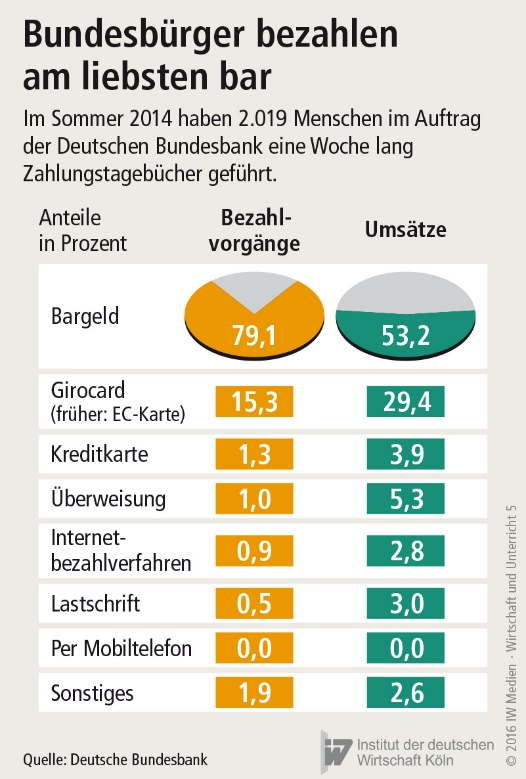 Bundesbürger bezahlen
am liebsten bar
Im Sommer 2014 haben 2.019 Menschen im Auftrag
der Deutschen Bundesbank eine Woche lang
Zahlungstagebücher geführt.
Anteile
in Prozent
Bezahl-
vorgänge
Umsätze
Bargeld
79,1
53,2
Girocard
(früher: EC-Karte)
15,3
29,4
Kreditkarte
1,3
3,9
Überweisung
1,0
5,3
Internet-
bezahlverfahren
0,9
2,8
Lastschrift
0,5
3,0
Per Mobiltelefon
0,0
0,0
Sonstiges
1,9
2,6
Quelle: Deutsche Bundesbank
iw
Institut der deutschen
Wirtschaft Köln
© 2016 IW Medien · Wirtschaft und Unterricht 5